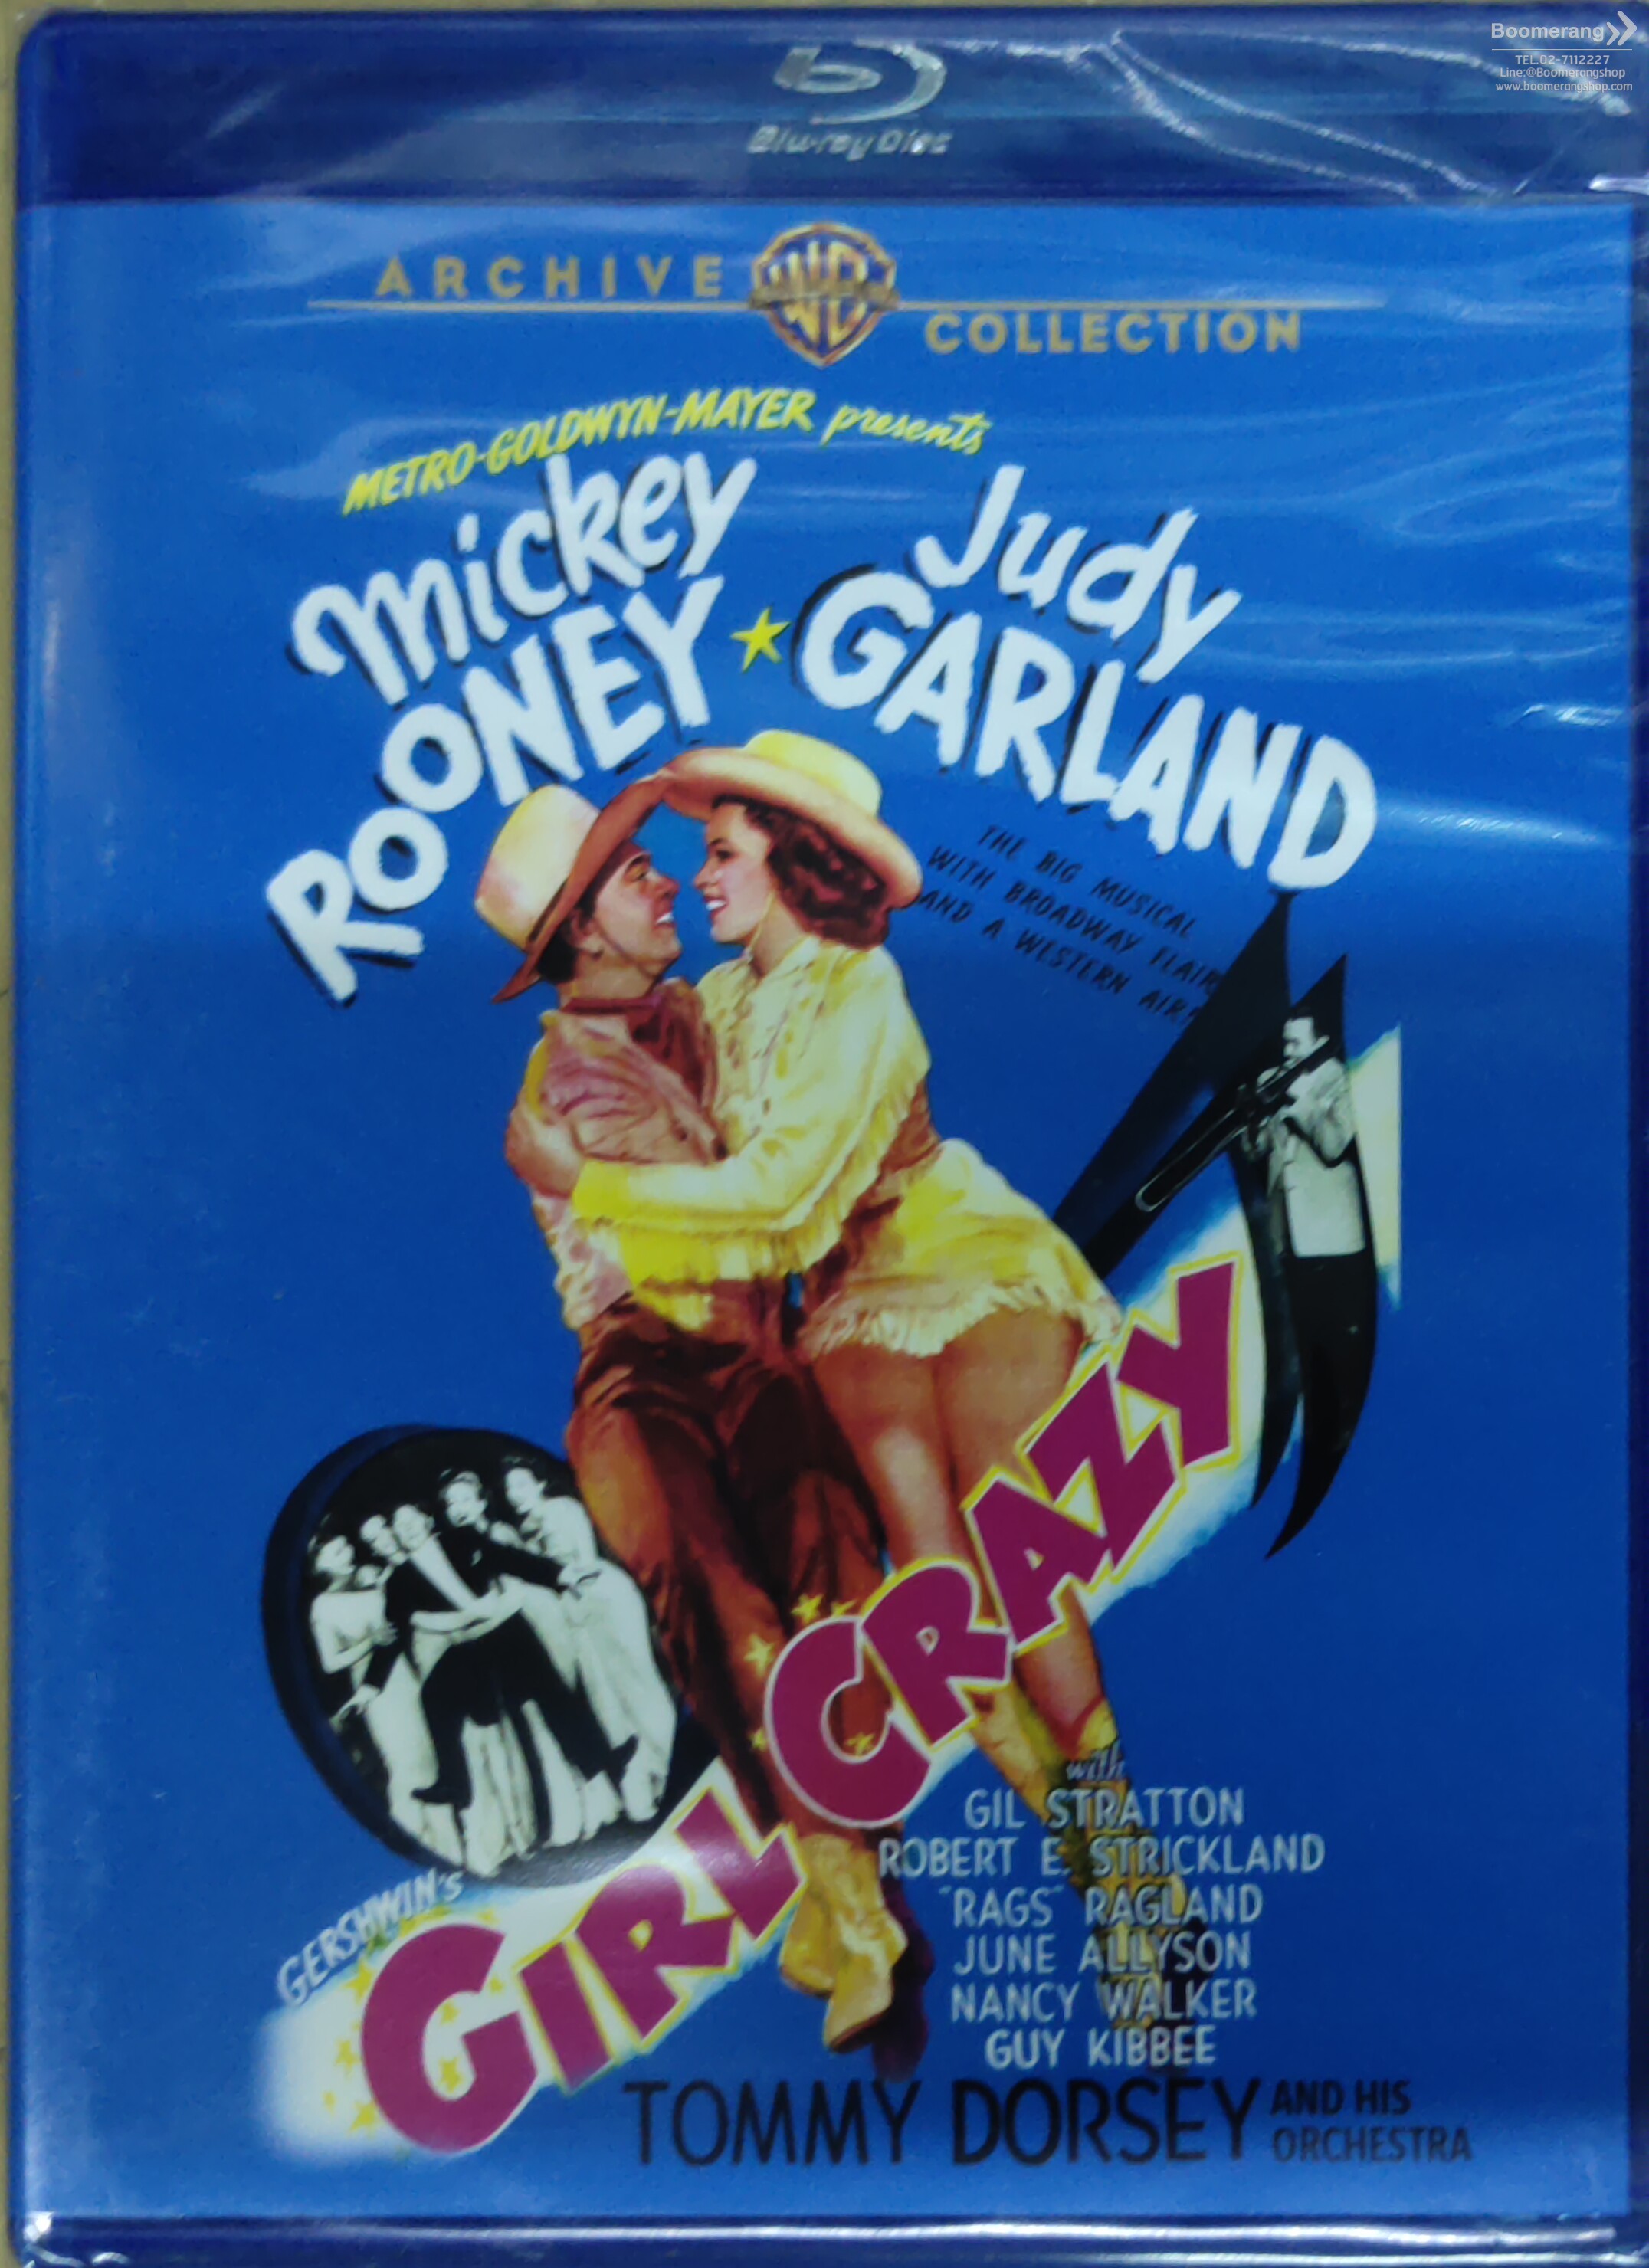 Boomerang
TEL.02-7112227
Line:@Boomerangshop
www.boomerangshop.com
Blu-ray Disc
ARCHIVE WB COLLECTION
METRO-GOLDWYN-MAYER presents
Mickey ROONEY
Judy GARLAND
THE BIG MUSICAL
WITH BROADWAY FLAIR
AND A WESTERN AIR!
GERSHWIN'S
GIRL CRAZY
with
GIL STRATTON
ROBERT E. STRICKLAND
"RAGS" RAGLAND
JUNE ALLYSON
NANCY WALKER
GUY KIBBEE
TOMMY DORSEY AND HIS ORCHESTRA